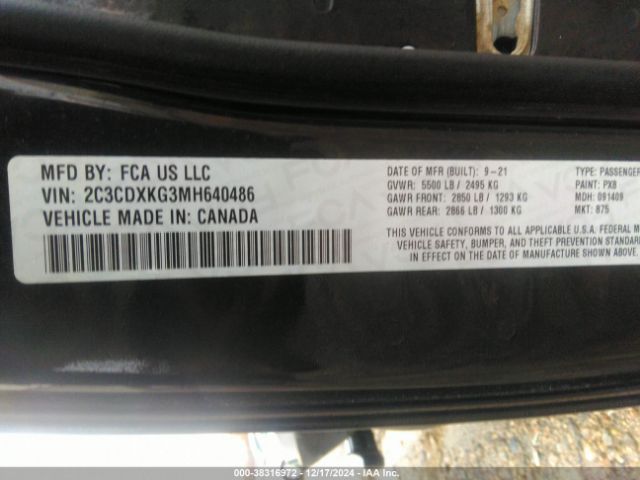 MFD BY: FCA US LLC
VIN: 2C3CDXKG3MH640486
VEHICLE MADE IN: CANADA
DATE OF MFR (BUILT): 9-21
GVWR: 5500 LB / 2495 KG
GAWR FRONT: 2850 LB / 1293 KG
GAWR REAR: 2866 LB / 1300 KG
TYPE: PASSENGER
PAINT: PX8
MDH: 091409
MKT: 875
THIS VEHICLE CONFORMS TO ALL APPLICABLE U.S.A. FEDERAL M
VEHICLE SAFETY, BUMPER, AND THEFT PREVENTION STANDARD
IN EFFECT ON THE DATE OF MANUFACTURE SHOWN ABOVE.
000-38316972 - 12/17/2024 - IAA Inc.